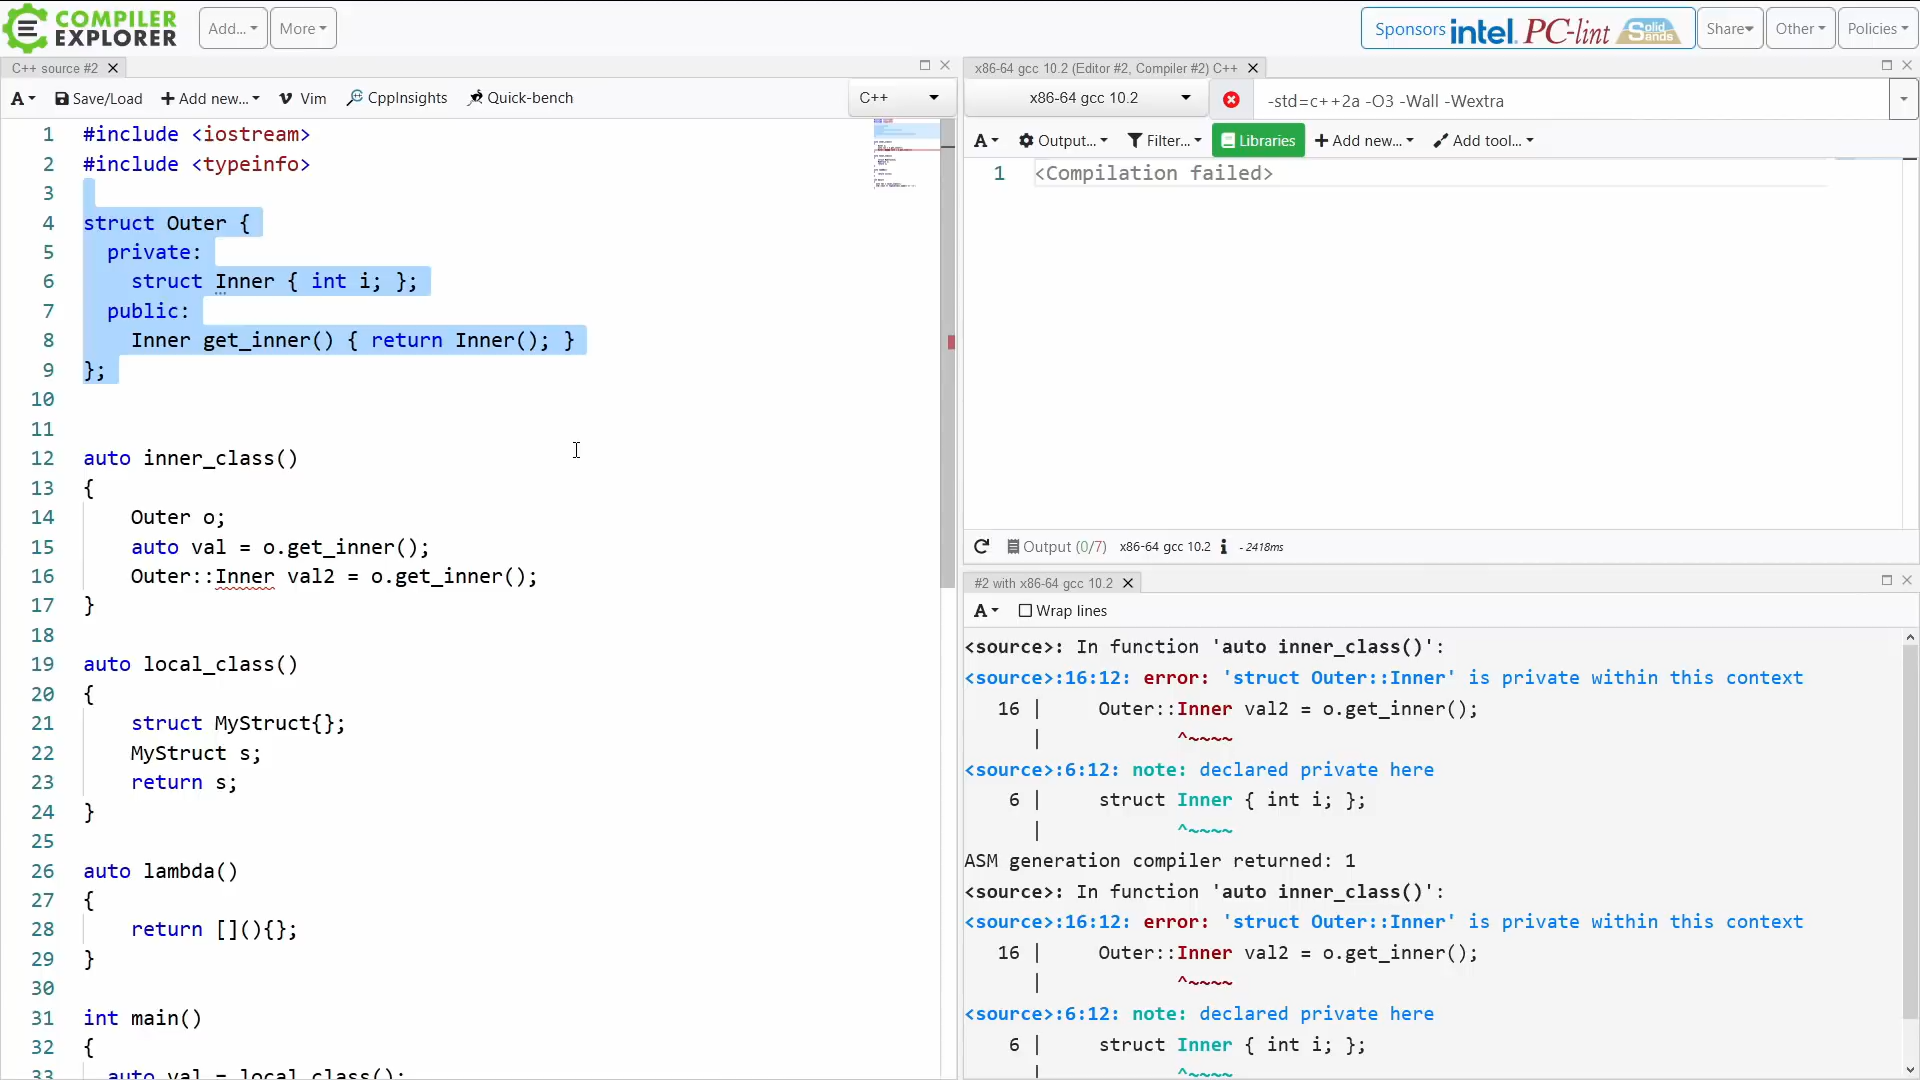 COMPILER
EXPLORER
Add...
More
Sponsors intel. PC-lint Solid Sands
Share
Other
Policies
C++ source #2
A
Save/Load
Add new...
Vim
CppInsights
Quick-bench
C++
1 #include <iostream>
2 #include <typeinfo>
3
4 struct Outer {
5 private:
6 struct Inner { int i; };
7 public:
8 Inner get_inner() { return Inner(); }
9 };
10
11
12 auto inner_class()
13 {
14 Outer o;
15 auto val = o.get_inner();
16 Outer::Inner val2 = o.get_inner();
17 }
18
19 auto local_class()
20 {
21 struct MyStruct{};
22 MyStruct s;
23 return s;
24 }
25
26 auto lambda()
27 {
28 return [](){};
29 }
30
31 int main()
32 {
33 auto val = local_class();
x86-64 gcc 10.2 (Editor #2, Compiler #2) C++
x86-64 gcc 10.2
-std=c++2a -O3 -Wall -Wextra
A
Output...
Filter...
Libraries
Add new...
Add tool...
1 <Compilation failed>
Output (0/7) x86-64 gcc 10.2 i - 2418ms
#2 with x86-64 gcc 10.2
A
Wrap lines
<source>: In function 'auto inner_class()':
<source>:16:12: error: 'struct Outer::Inner' is private within this context
16 | Outer::Inner val2 = o.get_inner();
| ^~~~~
<source>:6:12: note: declared private here
6 | struct Inner { int i; };
| ^~~~~
ASM generation compiler returned: 1
<source>: In function 'auto inner_class()':
<source>:16:12: error: 'struct Outer::Inner' is private within this context
16 | Outer::Inner val2 = o.get_inner();
| ^~~~~
<source>:6:12: note: declared private here
6 | struct Inner { int i; };
| ^~~~~